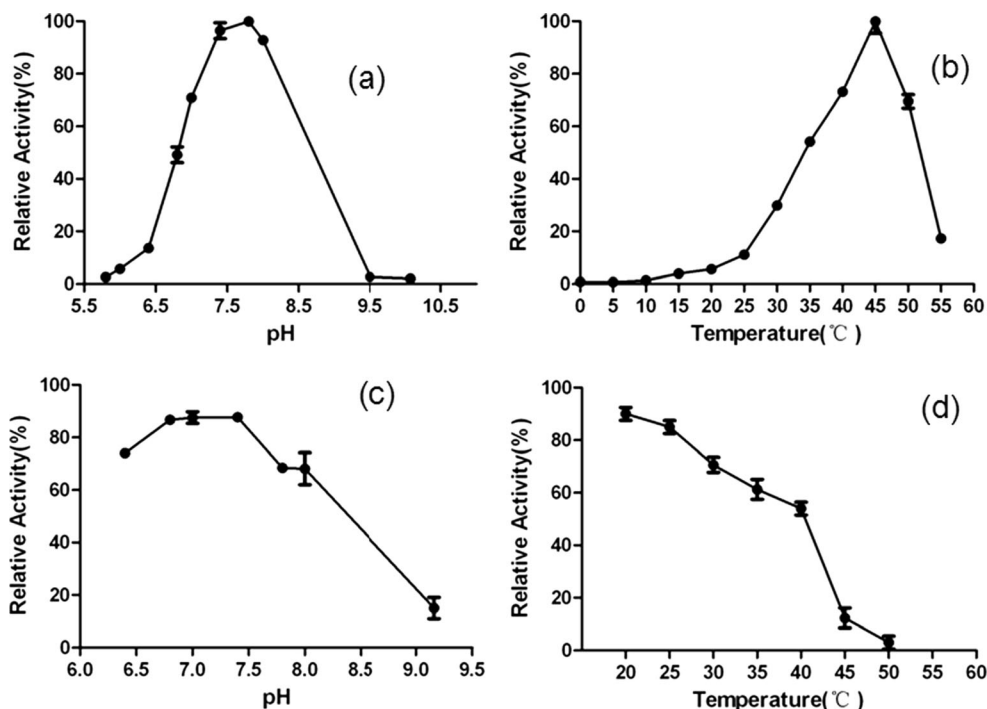 Relative Activity(%)
100
80
60
40
20
0
5.5 6.5 7.5 8.5 9.5 10.5
pH
(a)
Relative Activity(%)
100
80
60
40
20
0
0 5 10 15 20 25 30 35 40 45 50 55 60
Temperature(℃ )
(b)
Relative Activity(%)
100
80
60
40
20
0
6.0 6.5 7.0 7.5 8.0 8.5 9.0 9.5
pH
(c)
Relative Activity(%)
100
80
60
40
20
0
20 25 30 35 40 45 50 55 60
Temperature(℃ )
(d)